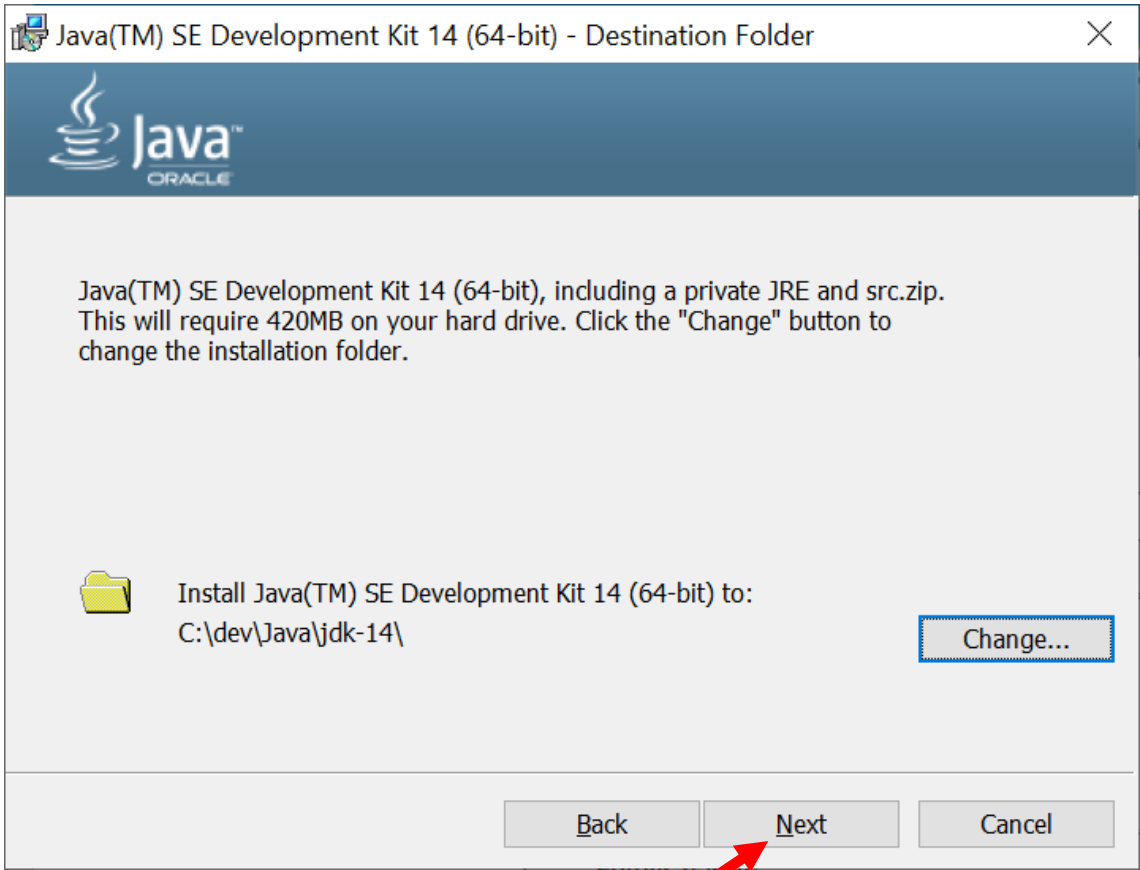 Java(TM) SE Development Kit 14 (64-bit) - Destination Folder
Java™
ORACLE
Java(TM) SE Development Kit 14 (64-bit), including a private JRE and src.zip.
This will require 420MB on your hard drive. Click the "Change" button to
change the installation folder.
Install Java(TM) SE Development Kit 14 (64-bit) to:
C:\dev\Java\jdk-14\
Change...
Back
Next
Cancel